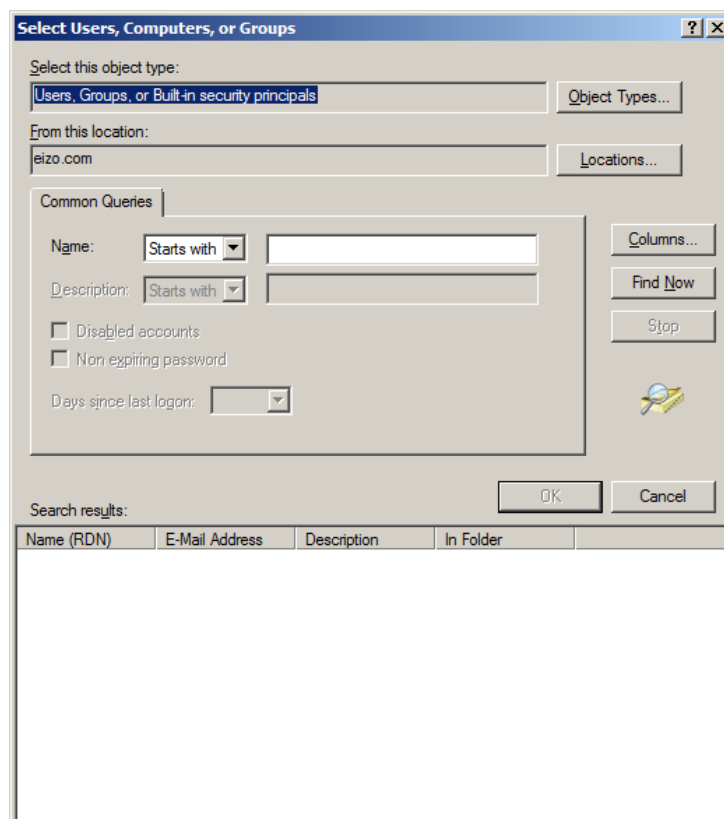 Select Users, Computers, or Groups
Select this object type:
Users, Groups, or Built-in security principals
Object Types...
From this location:
eizo.com
Locations...
Common Queries
Name:
Starts with
Columns...
Description:
Starts with
Find Now
Disabled accounts
Stop
Non expiring password
Days since last logon:
OK
Cancel
Search results:
Name (RDN) E-Mail Address Description In Folder